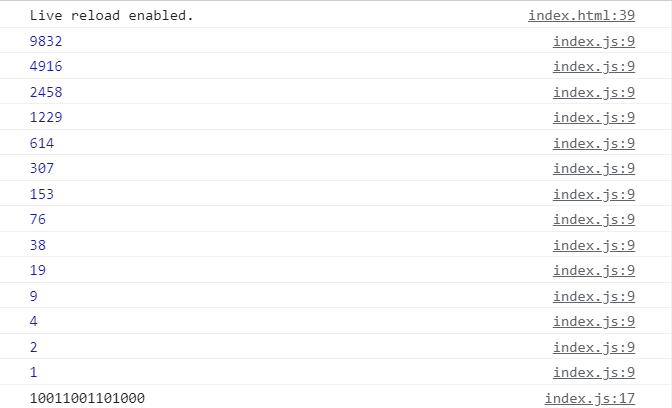 Live reload enabled. index.html:39
9832 index.js:9
4916 index.js:9
2458 index.js:9
1229 index.js:9
614 index.js:9
307 index.js:9
153 index.js:9
76 index.js:9
38 index.js:9
19 index.js:9
9 index.js:9
4 index.js:9
2 index.js:9
1 index.js:9
10011001101000 index.js:17